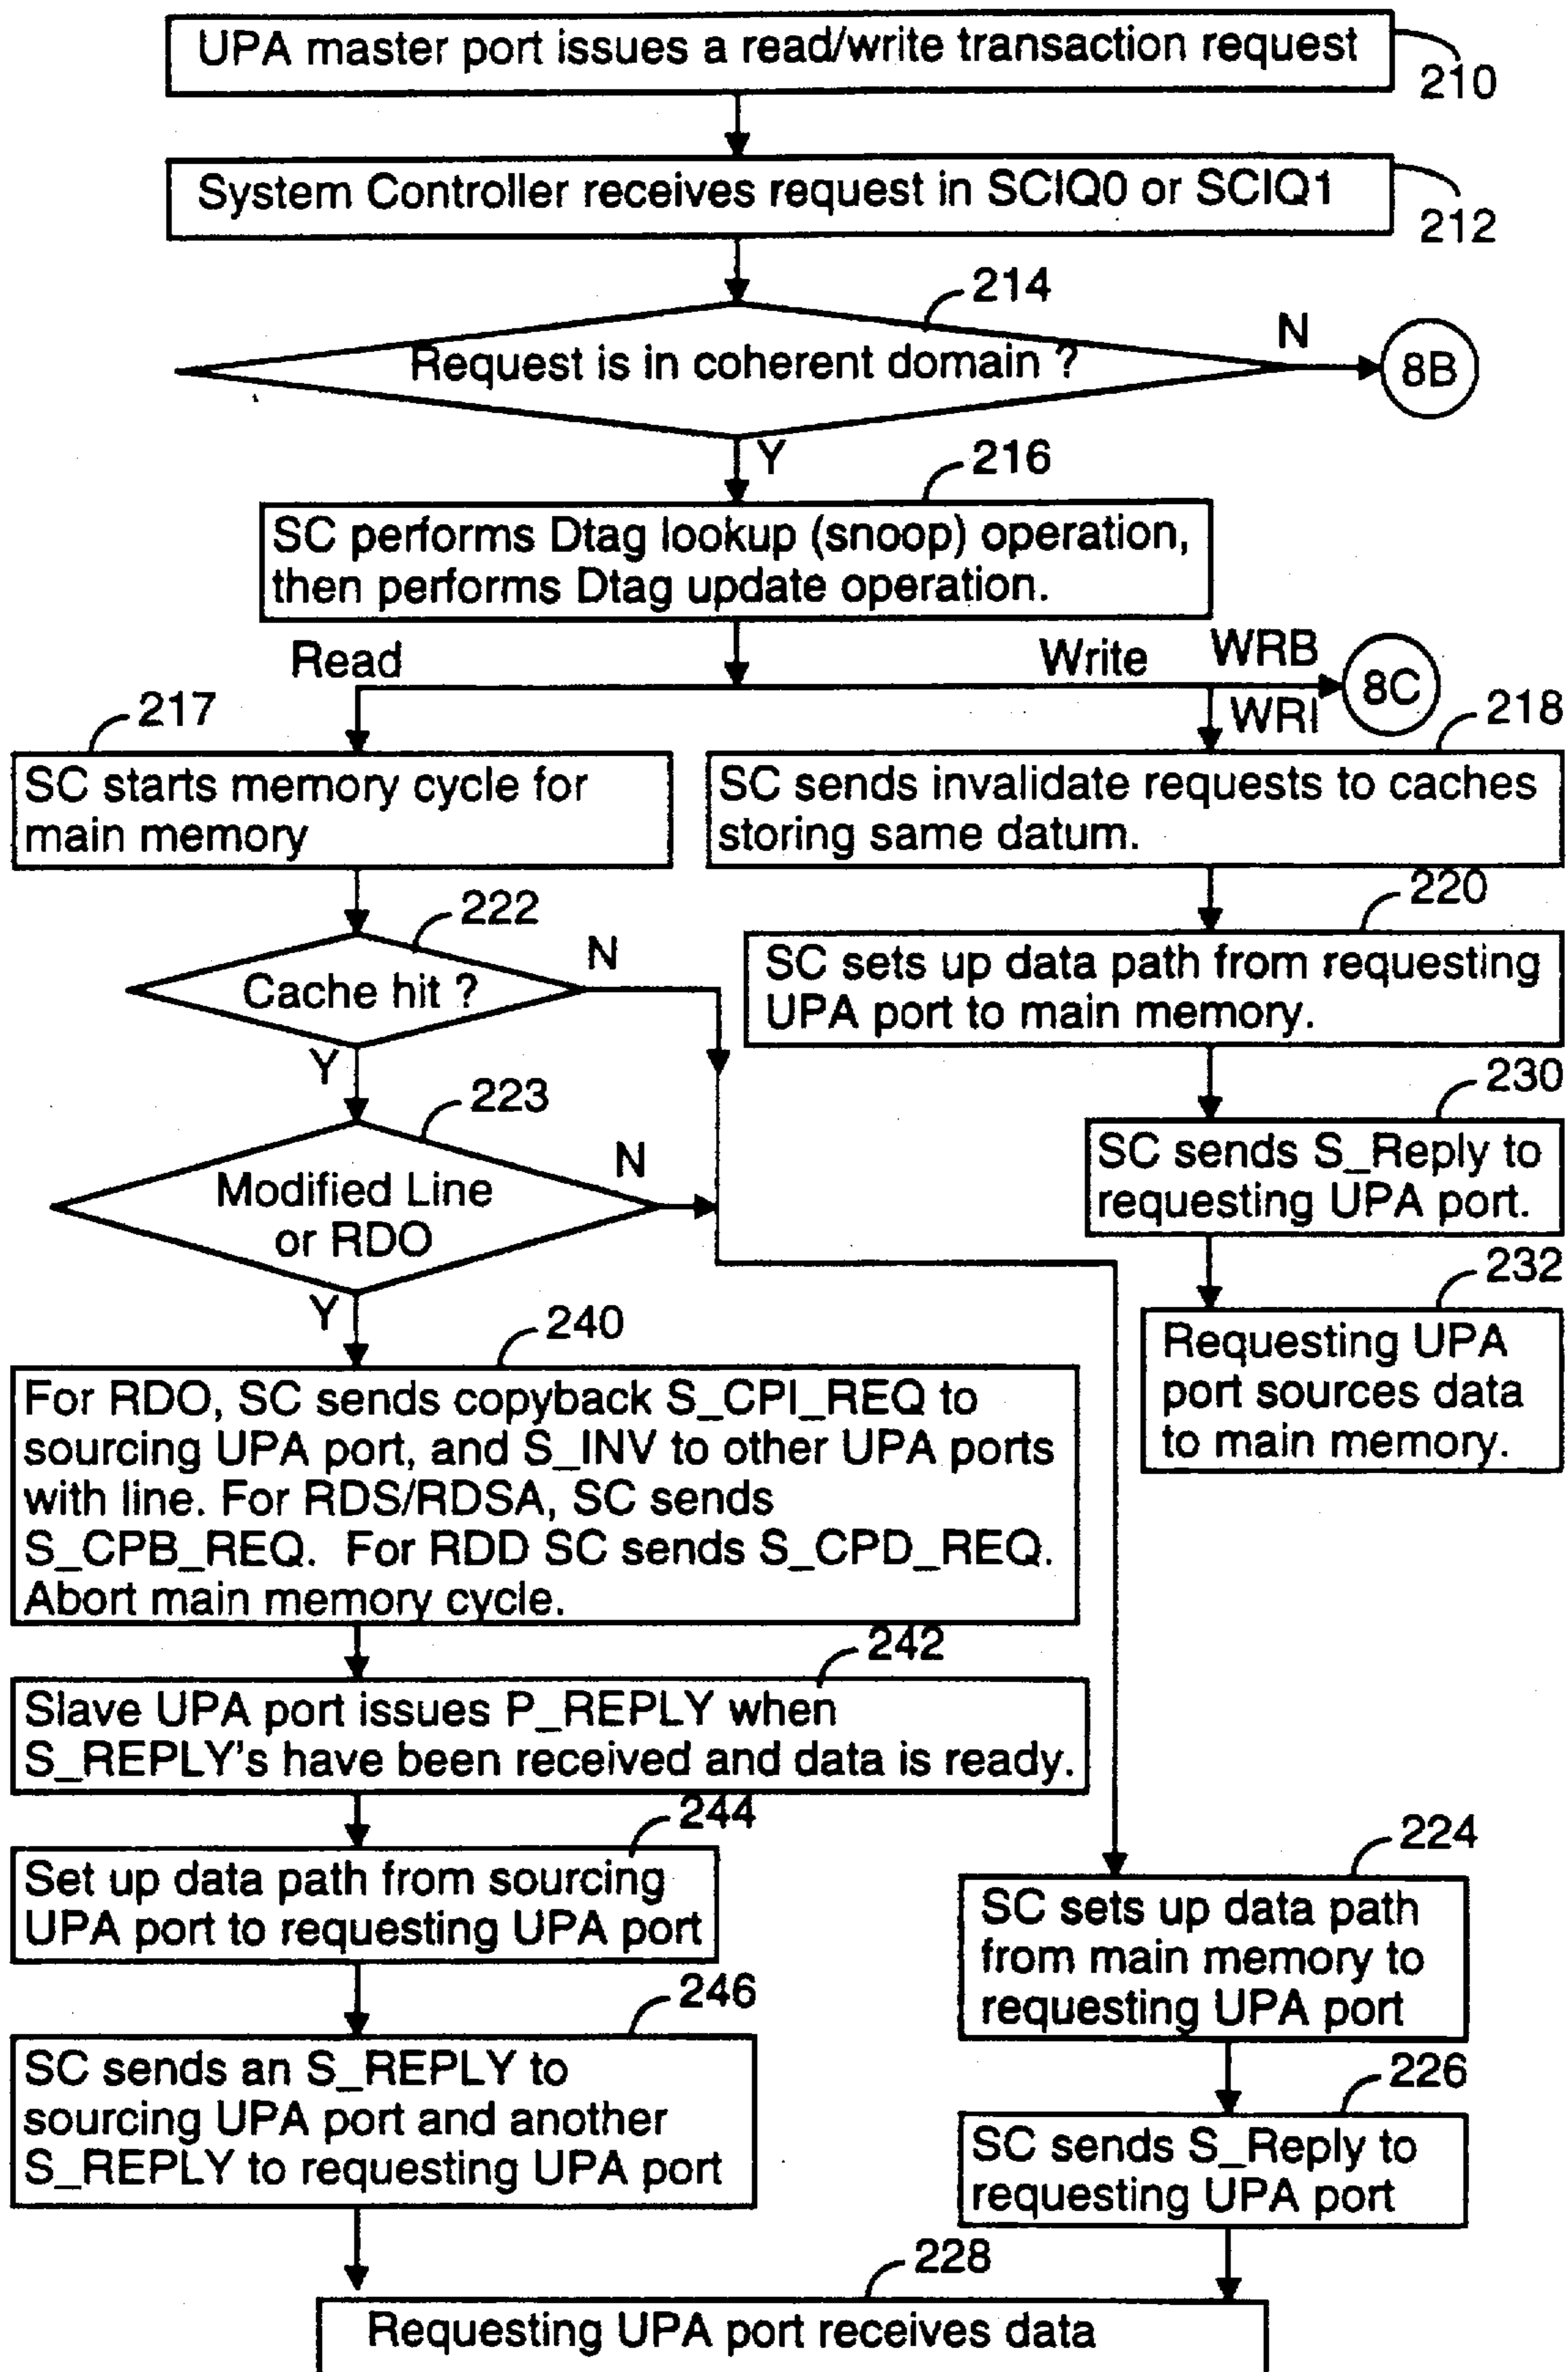 UPA master port issues a read/write transaction request
210
System Controller receives request in SCIQ0 or SCIQ1
212
214
Request is in coherent domain ?
N
8B
Y
216
SC performs Dtag lookup (snoop) operation,
then performs Dtag update operation.
Read
Write
WRB
8C
WRI
217
SC starts memory cycle for
main memory
218
SC sends invalidate requests to caches
storing same datum.
222
Cache hit ?
N
Y
220
SC sets up data path from requesting
UPA port to main memory.
223
Modified Line
or RDO
N
Y
230
SC sends S_Reply to
requesting UPA port.
232
Requesting UPA
port sources data
to main memory.
240
For RDO, SC sends copyback S_CPI_REQ to
sourcing UPA port, and S_INV to other UPA ports
with line. For RDS/RDSA, SC sends
S_CPB_REQ. For RDD SC sends S_CPD_REQ.
Abort main memory cycle.
242
Slave UPA port issues P_REPLY when
S_REPLY's have been received and data is ready.
244
Set up data path from sourcing
UPA port to requesting UPA port
224
SC sets up data path
from main memory to
requesting UPA port
246
SC sends an S_REPLY to
sourcing UPA port and another
S_REPLY to requesting UPA port
226
SC sends S_Reply to
requesting UPA port
228
Requesting UPA port receives data